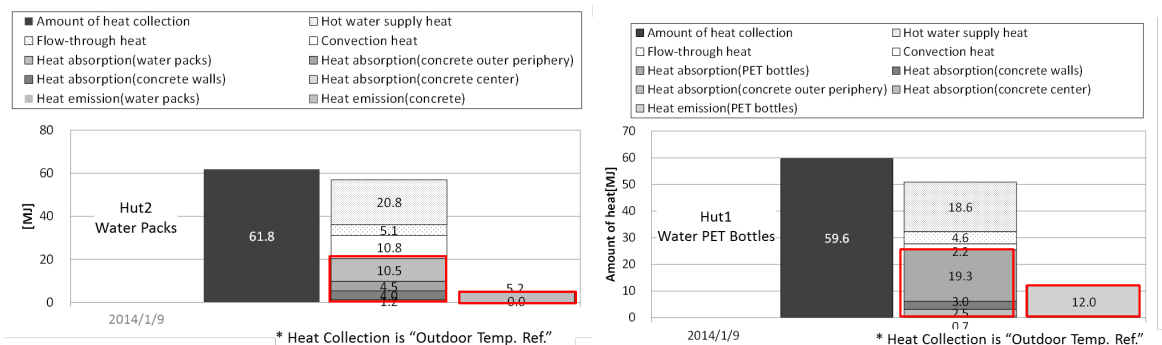 Amount of heat collection
Hot water supply heat
Flow-through heat
Convection heat
Heat absorption(water packs)
Heat absorption(concrete outer periphery)
Heat absorption(concrete walls)
Heat absorption(concrete center)
Heat emission(water packs)
Heat emission(concrete)
80
60
40
20
0
[MJ]
Hut2
Water Packs
61.8
20.8
5.1
10.8
10.5
4.5
4.0
1.2
5.2
0.0
2014/1/9
* Heat Collection is “Outdoor Temp. Ref.”
Amount of heat collection
Hot water supply heat
Flow-through heat
Convection heat
Heat absorption(PET bottles)
Heat absorption(concrete walls)
Heat absorption(concrete outer periphery)
Heat absorption(concrete center)
Heat emission(PET bottles)
70
60
50
40
30
20
10
0
Amount of heat[MJ]
Hut1
Water PET Bottles
59.6
18.6
4.6
2.2
19.3
3.0
2.5
0.7
12.0
2014/1/9
* Heat Collection is “Outdoor Temp. Ref.”